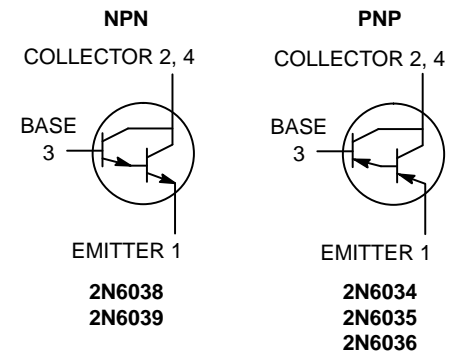 NPN
COLLECTOR 2, 4
BASE
3
EMITTER 1
2N6038
2N6039
PNP
COLLECTOR 2, 4
BASE
3
EMITTER 1
2N6034
2N6035
2N6036